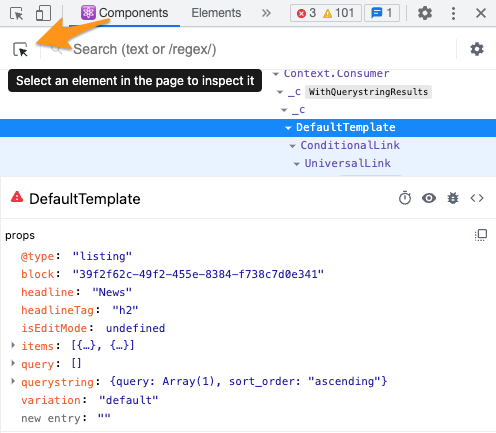 Components Elements » 3 101 1
Search (text or /regex/)
Select an element in the page to inspect it
Context.Consumer
_c WithQuerystringResults
_c
DefaultTemplate
ConditionalLink
UniversalLink
DefaultTemplate
props
@type: "listing"
block: "39f2f62c-49f2-455e-8384-f738c7d0e341"
headline: "News"
headlineTag: "h2"
isEditMode: undefined
items: [{…}, {…}]
query: []
querystring: {query: Array(1), sort_order: "ascending"}
variation: "default"
new entry: ""